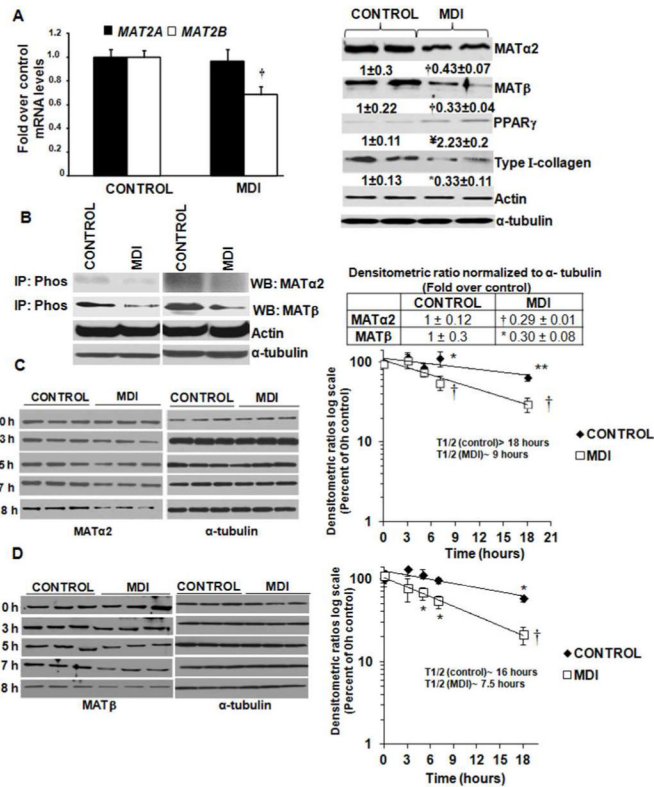 A
MAT2A MAT2B
Fold over control
mRNA levels
1.2
1.0
0.8
0.6
0.4
0.2
0
†
CONTROL MDI
CONTROL MDI
MATα2
1±0.3 †0.43±0.07
MATβ
1±0.22 †0.33±0.04
PPARγ
1±0.11 ¥2.23±0.2
Type I-collagen
1±0.13 *0.33±0.11
Actin
α-tubulin
B
CONTROL MDI CONTROL MDI
IP: Phos WB: MATα2
IP: Phos WB: MATβ
Actin
α-tubulin
Densitometric ratio normalized to α- tubulin
(Fold over control)
CONTROL MDI
MATα2 1 ± 0.12 † 0.29 ± 0.01
MATβ 1 ± 0.3 * 0.30 ± 0.08
C
CONTROL MDI CONTROL MDI
0 h
3 h
5 h
7 h
8 h
MATα2 α-tubulin
Densitometric ratios log scale
(Percent of 0h control)
100
10
1
* **
† †
T1/2 (control)> 18 hours
T1/2 (MDI)~ 9 hours
CONTROL
MDI
0 3 6 9 12 15 18 21
Time (hours)
D
CONTROL MDI CONTROL MDI
0 h
3 h
5 h
7 h
8 h
MATβ α-tubulin
Densitometric ratios log scale
(Percent of 0h control)
100
10
1
*
* * †
T1/2 (control)~ 16 hours
T1/2 (MDI)~ 7.5 hours
CONTROL
MDI
0 3 6 9 12 15 18
Time (hours)